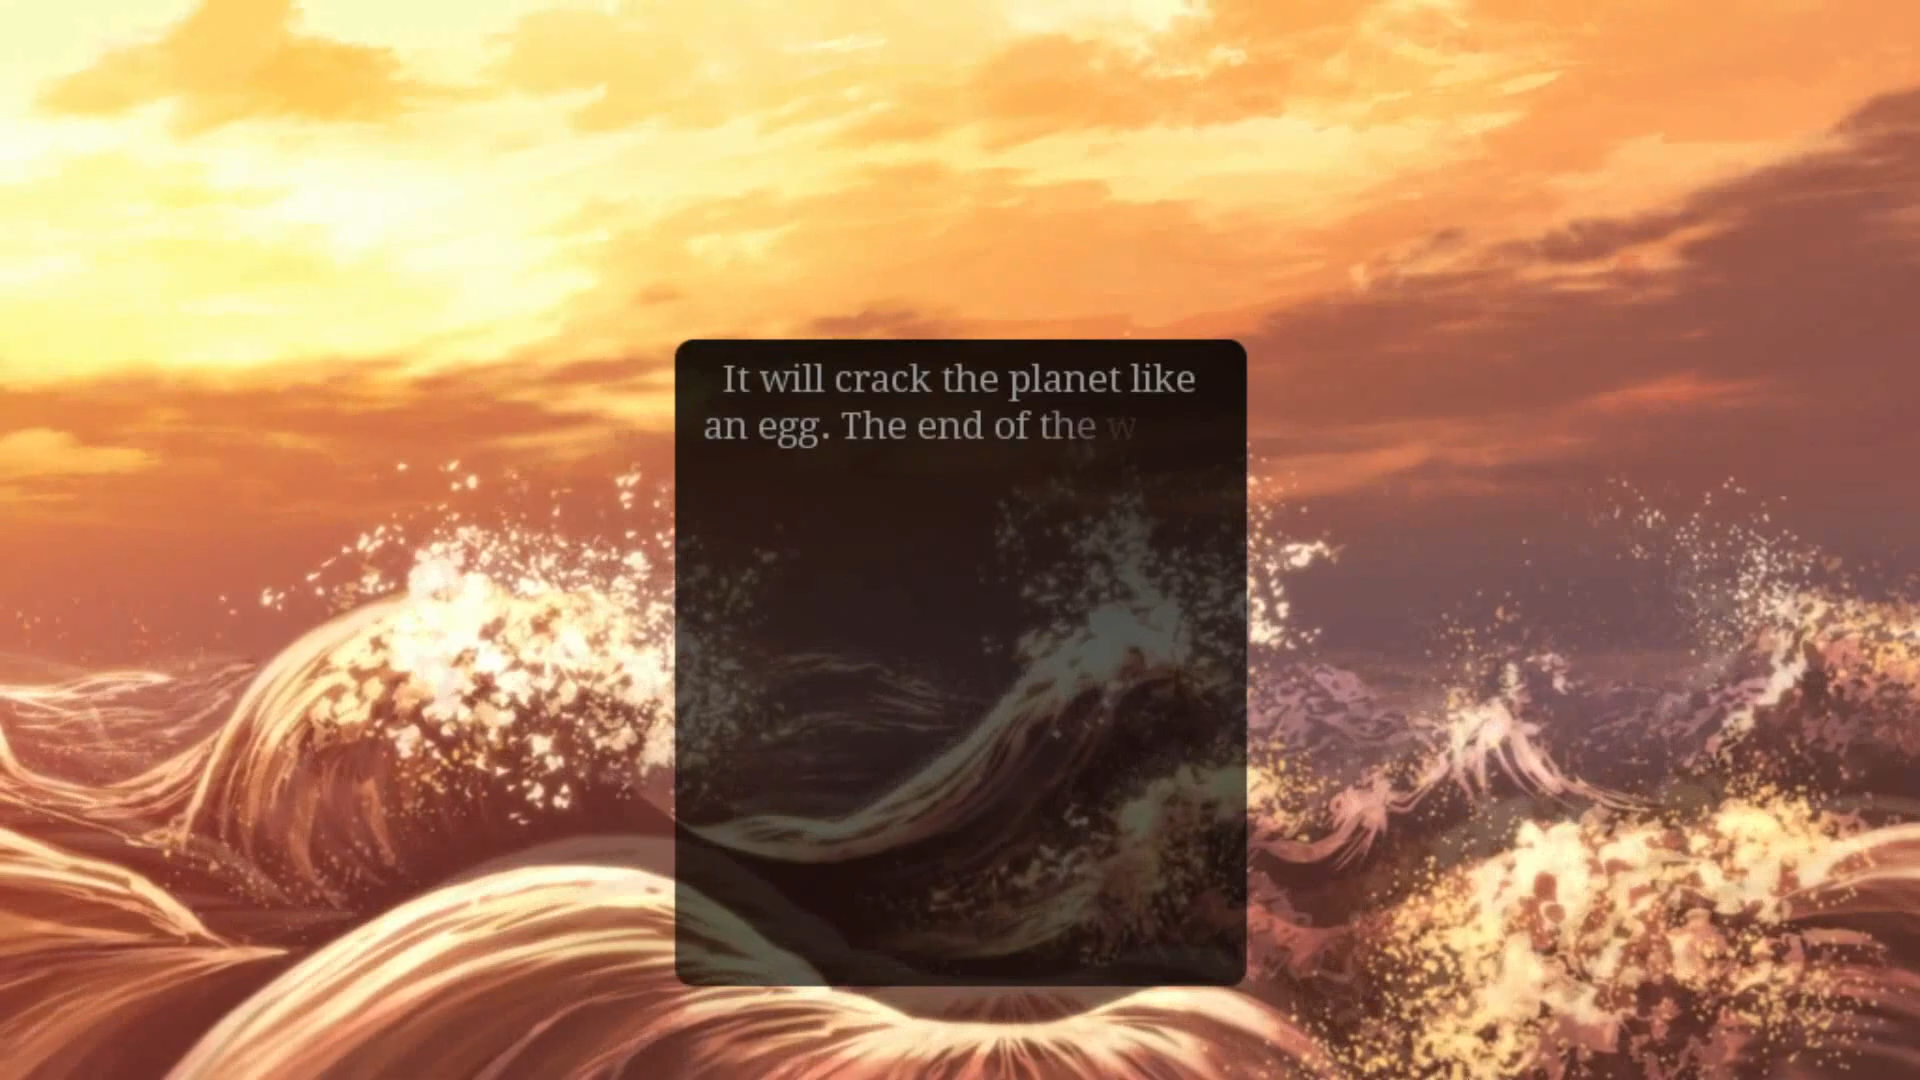 It will crack the planet like
an egg. The end of the w